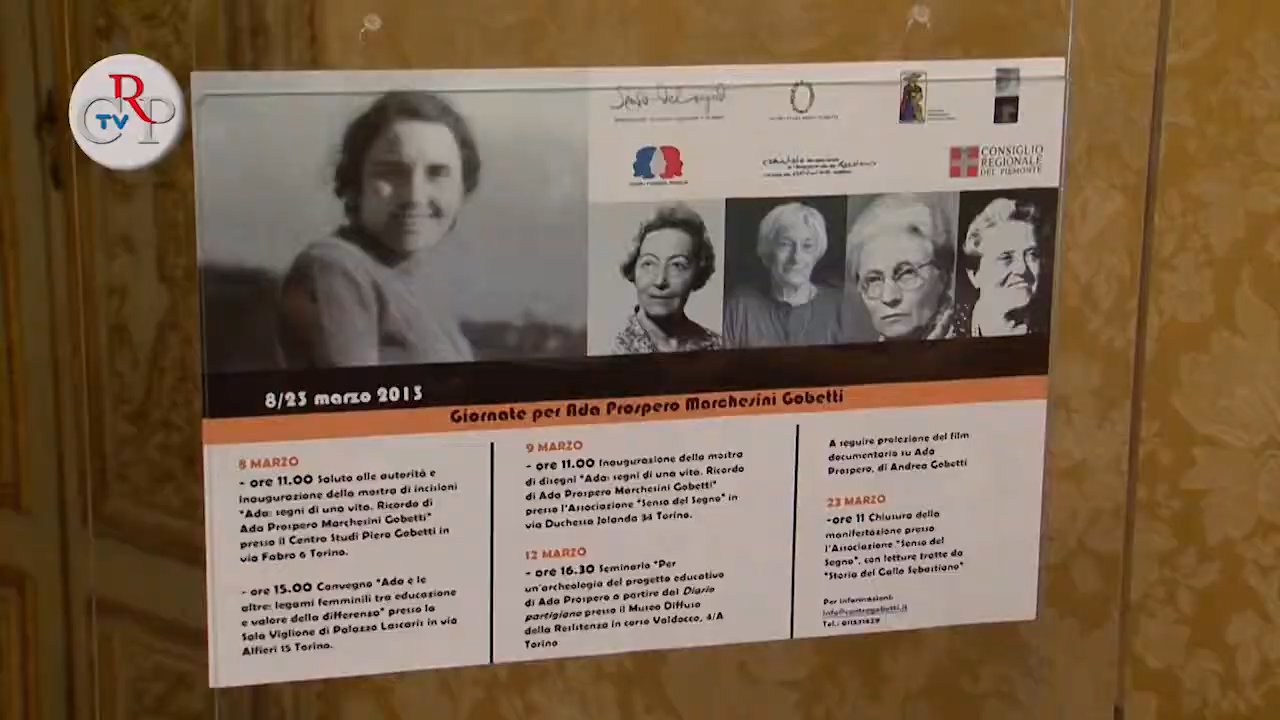 CRP
TV
CONSIGLIO
REGIONALE
DEL PIEMONTE
8/23 marzo 2013
Giornate per Ada Prospero Marchesini Gobetti
8 MARZO
- ore 11.00 Saluto alle autorità e
inaugurazione della mostra di incisioni
"Ada: segni di una vita. Ricordo di
Ada Prospero Marchesini Gobetti"
presso il Centro Studi Piero Gobetti in
via Fabro 6 Torino.
- ore 15.00 Convegno "Ada e le
altre: legami femminili tra educazione
e valore della differenza" presso la
Sala Viglione di Palazzo Lascaris in via
Alfieri 15 Torino.
9 MARZO
- ore 11.00 Inaugurazione della mostra
di disegni "Ada: segni di una vita. Ricordo
di Ada Prospero Marchesini Gobetti"
presso l'Associazione "Senso del Segno" in
via Duchessa Jolanda 34 Torino.
12 MARZO
- ore 16.30 Seminario "Per
un'archeologia del progetto educativo
di Ada Prospero a partire dal Diario
partigiano presso il Museo Diffuso
della Resistenza in corso Valdocco, 4/A
Torino
A seguire proiezione del film
documentario su Ada
Prospero, di Andrea Gobetti
23 MARZO
-ore 11 Chiusura della
manifestazione presso
l'Associazione "Senso del
Segno", con letture tratte da
"Storia del Gallo Sebastiano"
Per informazioni:
info@centrogobetti.it
Tel.: